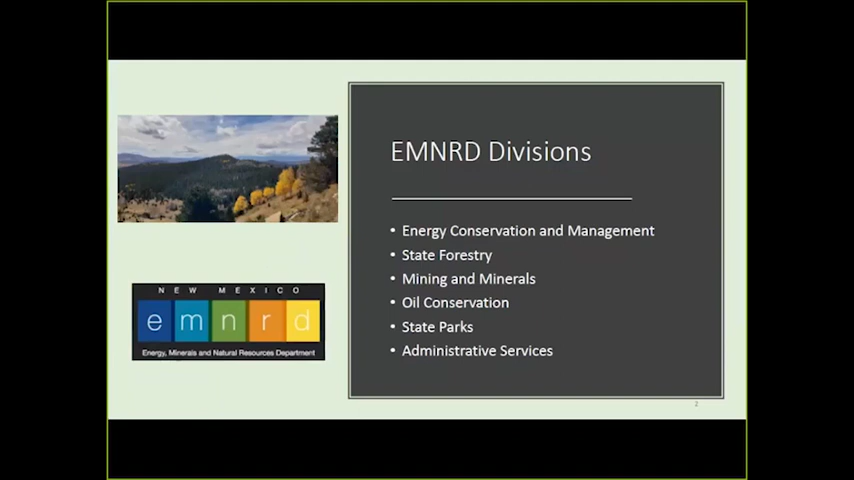 EMNRD Divisions
• Energy Conservation and Management
• State Forestry
• Mining and Minerals
• Oil Conservation
• State Parks
• Administrative Services
NEW MEXICO
emnrd
Energy, Minerals and Natural Resources Department
2